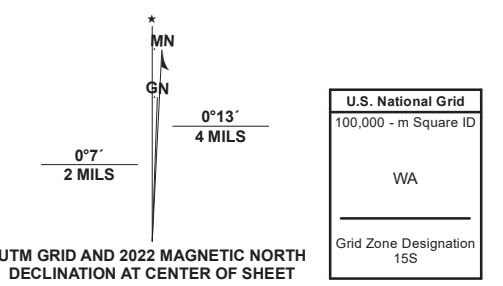 ★
MN
GN
0°13´
4 MILS
0°7´
2 MILS
UTM GRID AND 2022 MAGNETIC NORTH
DECLINATION AT CENTER OF SHEET
U.S. National Grid
100,000 - m Square ID
WA
Grid Zone Designation
15S